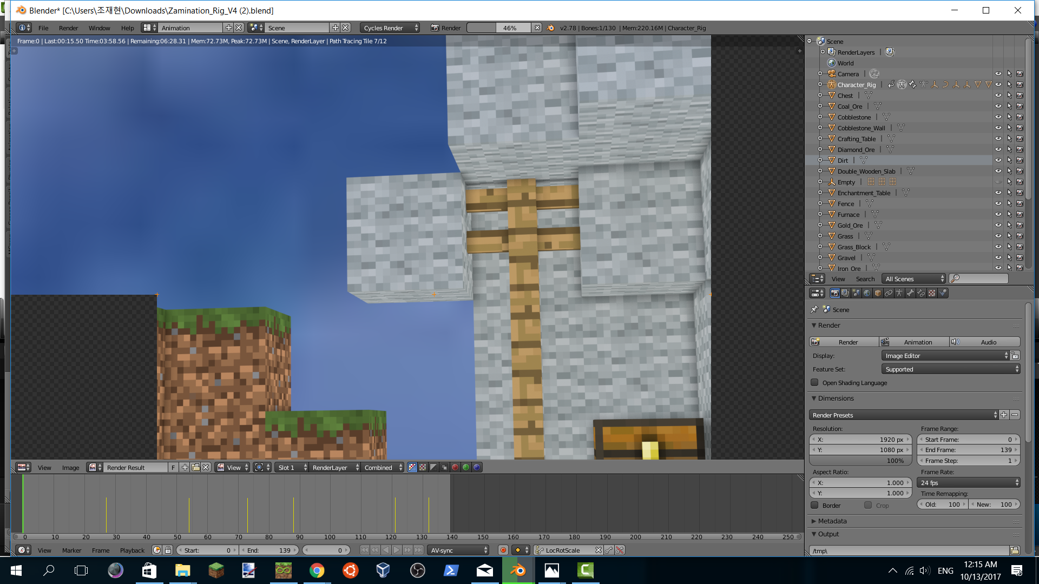 Blender* [C:\Users\조재현\Downloads\Zamination_Rig_V4 (2).blend]
File Render Window Help Animation Scene Cycles Render Render 46% v2.78 | Bones:1/130 | Mem:220.16M | Character_Rig
Frame:0 | Last:00:15.50 Time:03:58.56 | Remaining:06:28.31 | Mem:72.73M, Peak:72.73M | Scene, RenderLayer | Path Tracing Tile 7/12
Scene
RenderLayers |
World
Camera |
Character_Rig
Chest |
Coal_Ore |
Cobblestone |
Cobblestone_Wall |
Crafting_Table |
Diamond_Ore |
Dirt |
Double_Wooden_Slab |
Empty |
Enchantment_Table |
Fence |
Furnace |
Gold_Ore |
Grass |
Grass_Block |
Gravel |
Iron_Ore
View Search All Scenes
Scene
Render
Render Animation Audio
Display: Image Editor
Feature Set: Supported
Open Shading Language
Dimensions
Render Presets
Resolution: Frame Range:
X: 1920 px Start Frame: 0
Y: 1080 px End Frame: 139
100% Frame Step: 1
Aspect Ratio: Frame Rate:
X: 1.000 24 fps
Y: 1.000 Time Remapping:
Border Crop Old: 100 New: 100
Metadata
Output
/tmp\
View Image Render Result F View Slot 1 RenderLayer Combined
0 10 20 30 40 50 60 70 80 90 100 110 120 130 140 150 160 170 180 190 200 210 220 230 240 250
View Marker Frame Playback Start: 0 End: 139 0 AV-sync LocRotScale
ENG
12:15 AM
10/13/2017